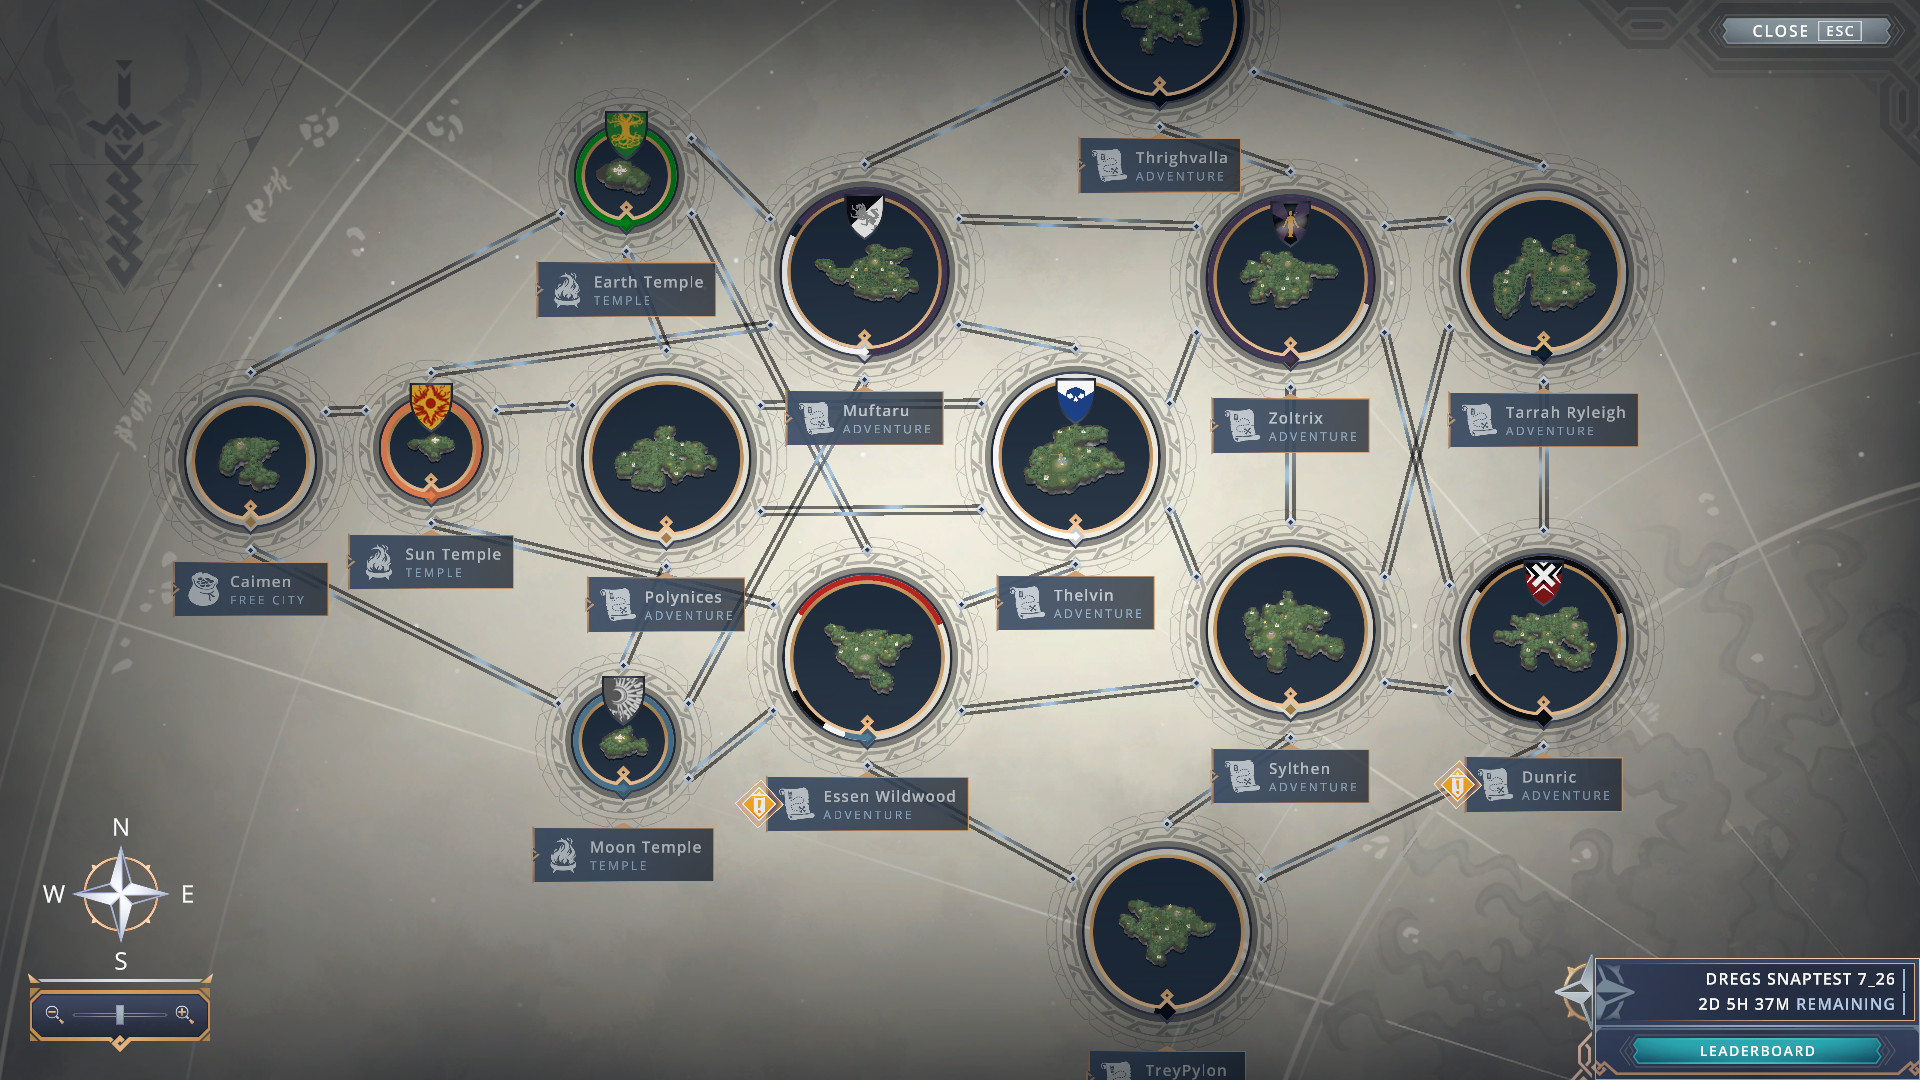 CLOSE ESC
Thrighvalla
ADVENTURE
Earth Temple
TEMPLE
Muftaru
ADVENTURE
Zoltrix
ADVENTURE
Tarrah Ryleigh
ADVENTURE
Caimen
FREE CITY
Sun Temple
TEMPLE
Polynices
ADVENTURE
Thelvin
ADVENTURE
Moon Temple
TEMPLE
Essen Wildwood
ADVENTURE
Sylthen
ADVENTURE
Dunric
ADVENTURE
TreyPylon
N
W
E
S
DREGS SNAPTEST 7_26
2D 5H 37M REMAINING
LEADERBOARD